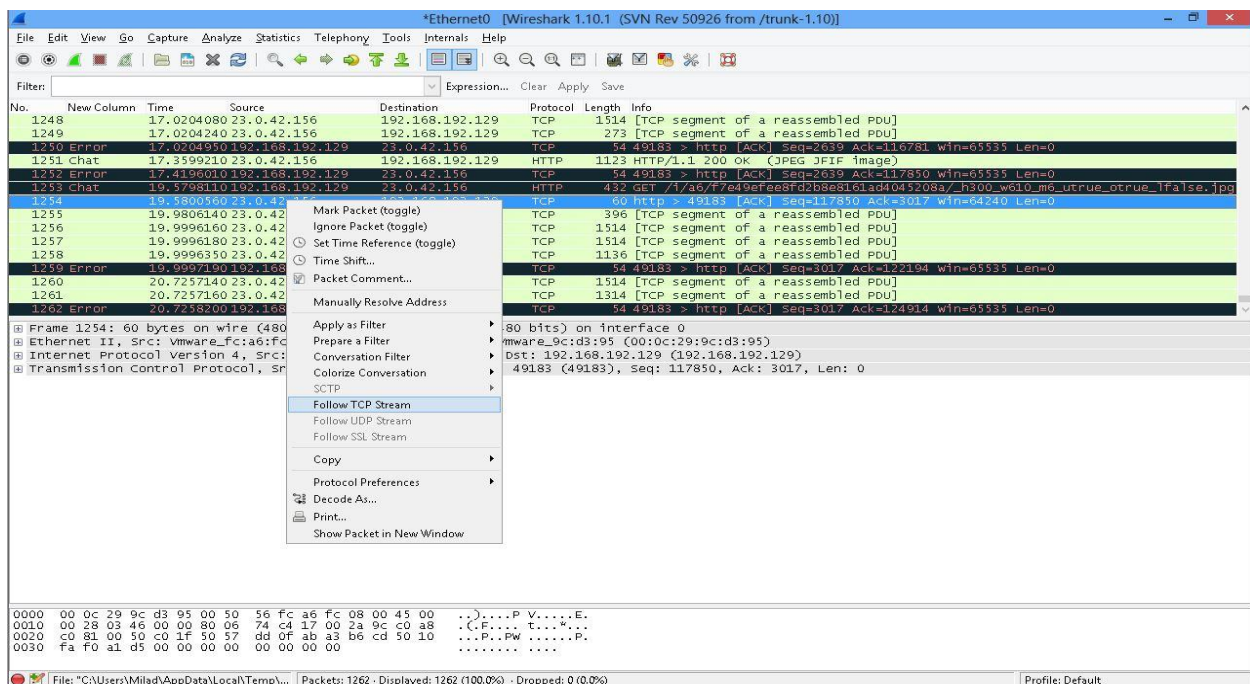 *Ethernet0 [Wireshark 1.10.1 (SVN Rev 50926 from /trunk-1.10)]
File Edit View Go Capture Analyze Statistics Telephony Tools Internals Help
Filter: Expression... Clear Apply Save
No. New Column Time Source Destination Protocol Length Info
1248 17.0204080 23.0.42.156 192.168.192.129 TCP 1514 [TCP segment of a reassembled PDU]
1249 17.0204240 23.0.42.156 192.168.192.129 TCP 273 [TCP segment of a reassembled PDU]
1250 Error 17.0204950 192.168.192.129 23.0.42.156 TCP 54 49183 > http [ACK] Seq=2639 Ack=116781 Win=65535 Len=0
1251 Chat 17.3599210 23.0.42.156 192.168.192.129 HTTP 1123 HTTP/1.1 200 OK (JPEG JFIF image)
1252 Error 17.4196010 192.168.192.129 23.0.42.156 TCP 54 49183 > http [ACK] Seq=2639 Ack=117850 Win=65535 Len=0
1253 Chat 19.5798110 192.168.192.129 23.0.42.156 HTTP 432 GET /i/a6/f7e49efee8fd2b8e8161ad4045208a/_h300_w610_m6_utrue_otrue_lfalse.jpg
1254 19.5800560 23.0.42.156 192.168.192.129 TCP 60 http > 49183 [ACK] Seq=117850 Ack=3017 Win=64240 Len=0
1255 19.9806140 23.0.42 TCP 396 [TCP segment of a reassembled PDU]
1256 19.9996160 23.0.42 TCP 1514 [TCP segment of a reassembled PDU]
1257 19.9996180 23.0.42 TCP 1514 [TCP segment of a reassembled PDU]
1258 19.9996350 23.0.42 TCP 1136 [TCP segment of a reassembled PDU]
1259 Error 19.9997190 192.168 TCP 54 49183 > http [ACK] Seq=3017 Ack=122194 Win=65535 Len=0
1260 20.7257140 23.0.42 TCP 1514 [TCP segment of a reassembled PDU]
1261 20.7257160 23.0.42 TCP 1314 [TCP segment of a reassembled PDU]
1262 Error 20.7258200 192.168 TCP 54 49183 > http [ACK] Seq=3017 Ack=124914 Win=65535 Len=0
Mark Packet (toggle)
Ignore Packet (toggle)
Set Time Reference (toggle)
Time Shift...
Packet Comment...
Manually Resolve Address
Apply as Filter
Prepare a Filter
Conversation Filter
Colorize Conversation
SCTP
Follow TCP Stream
Follow UDP Stream
Follow SSL Stream
Copy
Protocol Preferences
Decode As...
Print...
Show Packet in New Window
Frame 1254: 60 bytes on wire (480 80 bits) on interface 0
Ethernet II, Src: Vmware_fc:a6:fc mware_9c:d3:95 (00:0c:29:9c:d3:95)
Internet Protocol Version 4, Src: Dst: 192.168.192.129 (192.168.192.129)
Transmission Control Protocol, Sr 49183 (49183), Seq: 117850, Ack: 3017, Len: 0
0000 00 0c 29 9c d3 95 00 50 56 fc a6 fc 08 00 45 00 ..)....P V.....E.
0010 00 28 03 46 00 00 80 06 74 c4 17 00 2a 9c c0 a8 .(.F.... t...*...
0020 c0 81 00 50 c0 1f 50 57 dd 0f ab a3 b6 cd 50 10 ...P..PW ......P.
0030 fa f0 a1 d5 00 00 00 00 00 00 00 00 ........ ....
File: "C:\Users\Milad\AppData\Local\Temp\... Packets: 1262 · Displayed: 1262 (100.0%) · Dropped: 0 (0.0%) Profile: Default